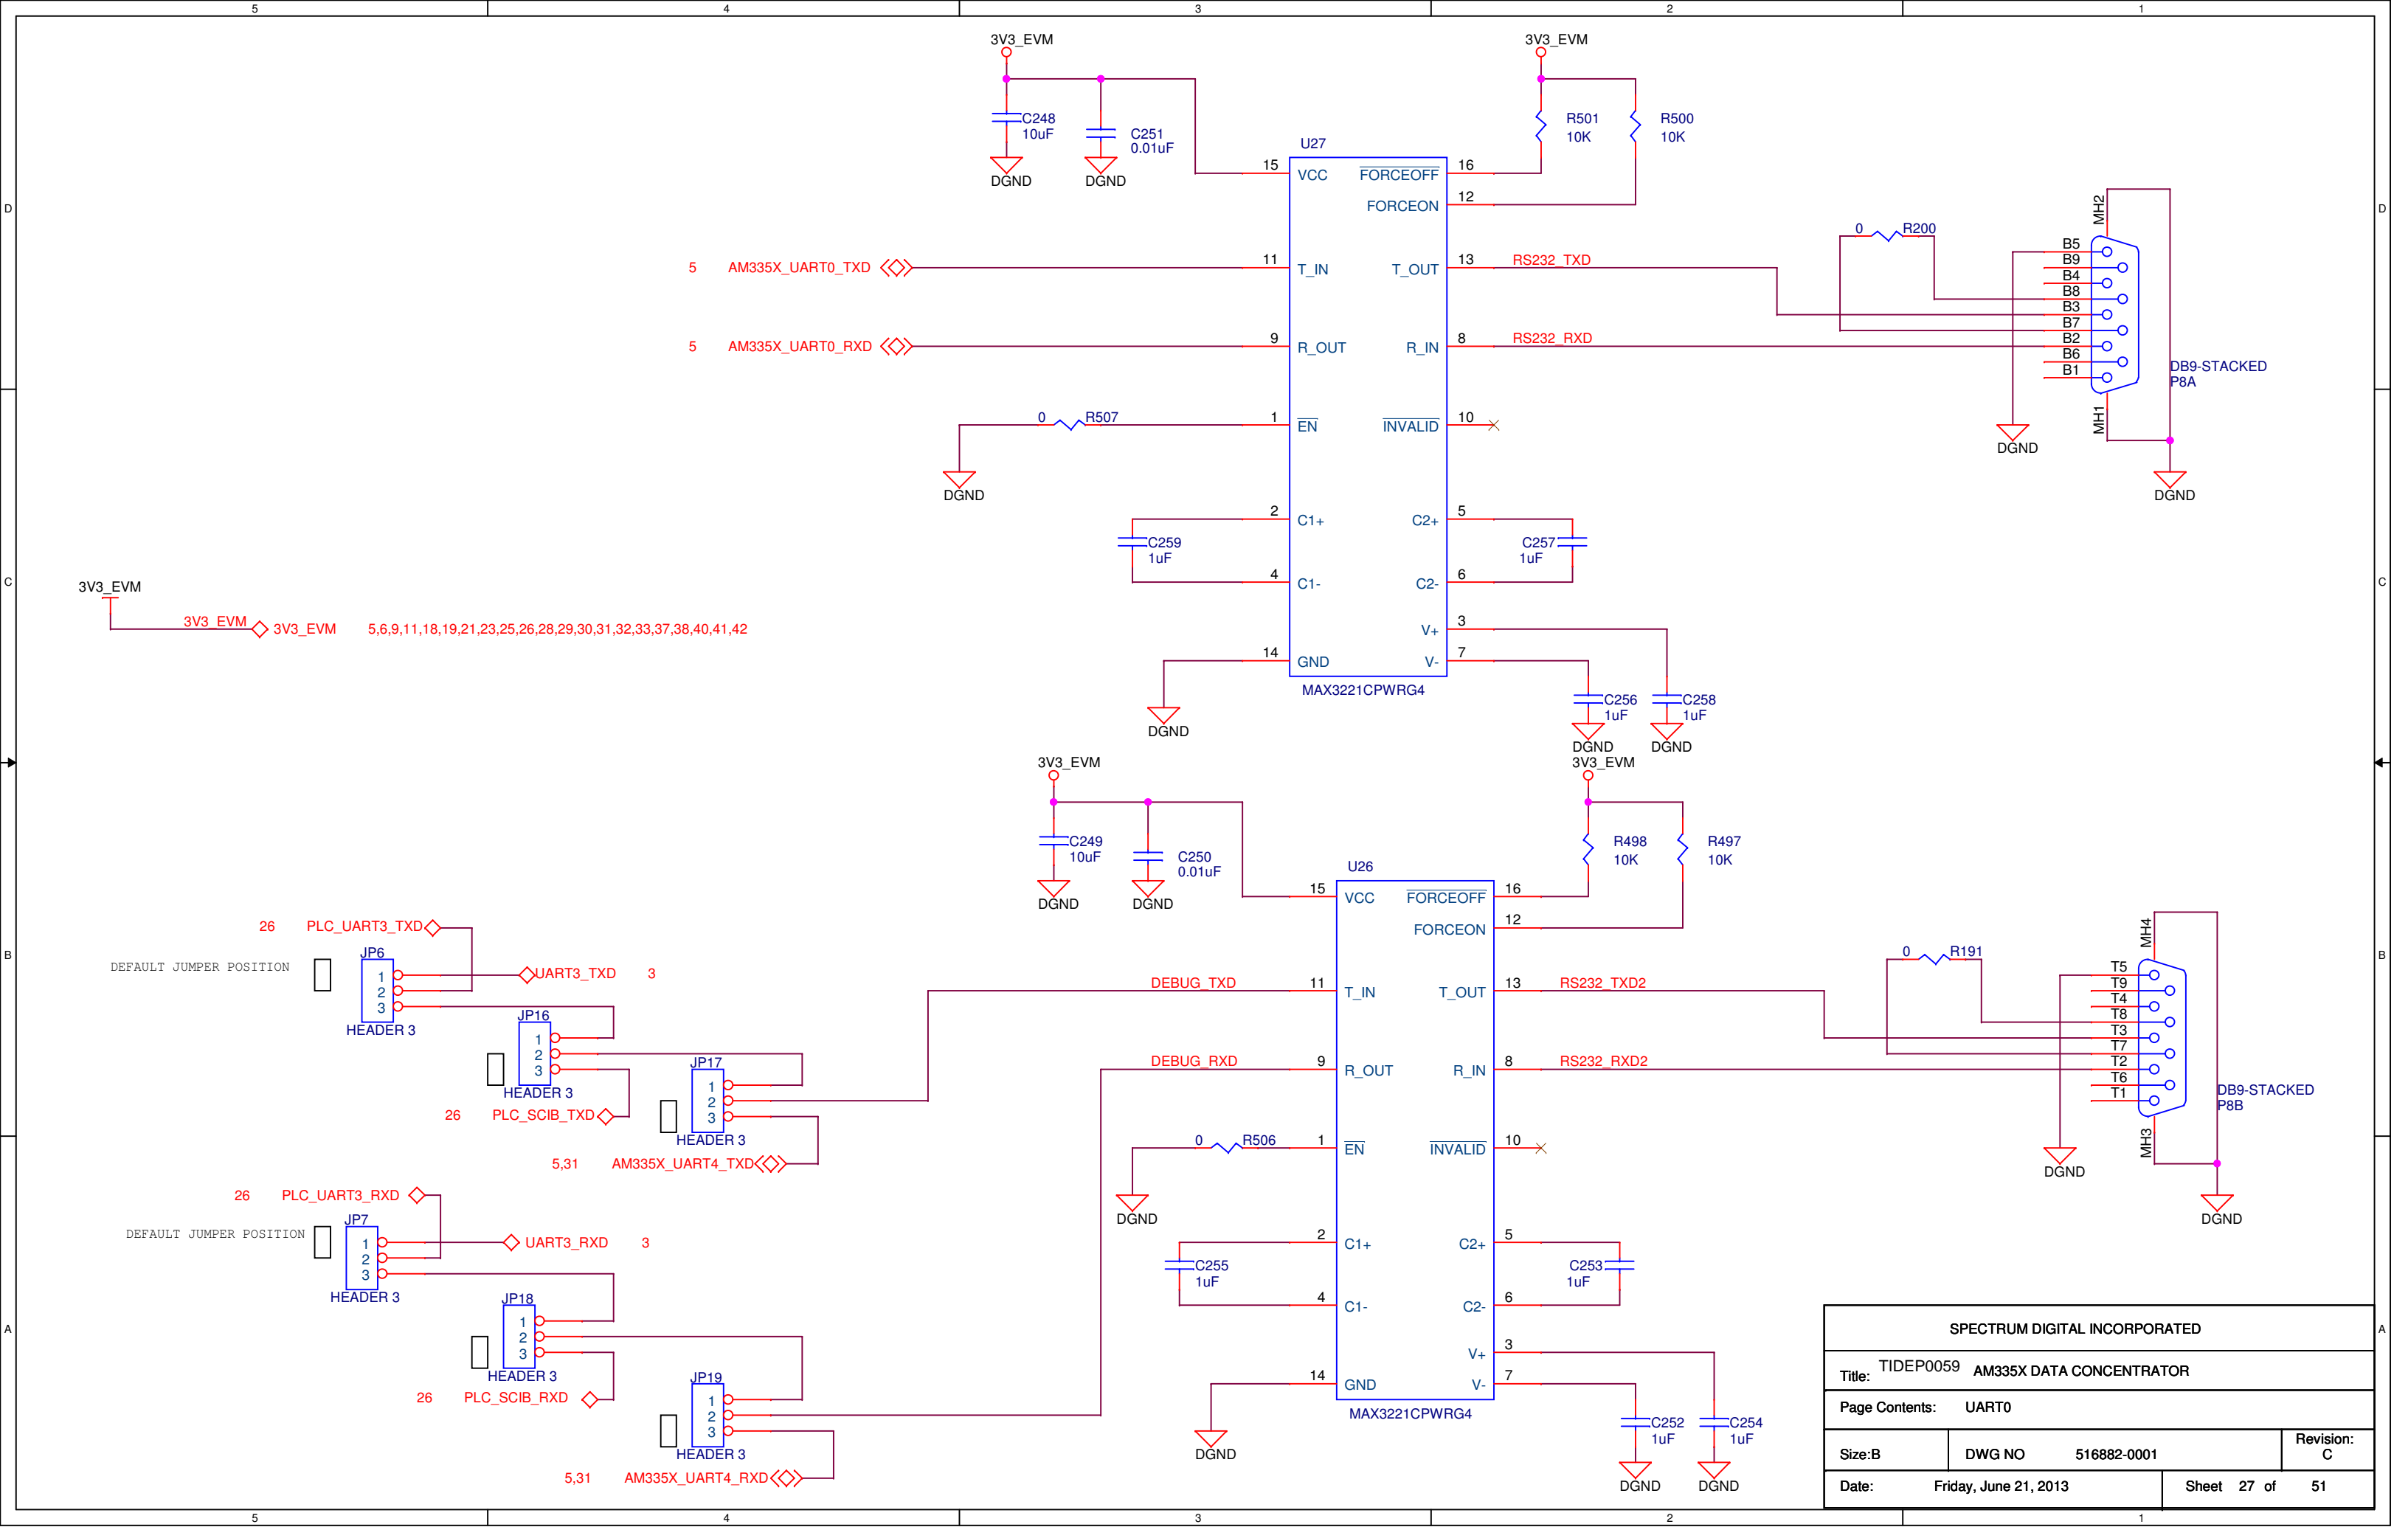 5 4 3 2 1
D
D
C
C
B
B
A
A
3V3_EVM
C248
10uF
DGND
C251
0.01uF
DGND
3V3_EVM
R501
10K
R500
10K
U27
15 VCC
FORCEOFF 16
FORCEON 12
5 AM335X_UART0_TXD
11 T_IN
T_OUT 13 RS232_TXD
5 AM335X_UART0_RXD
9 R_OUT
R_IN 8 RS232_RXD
0 R507
DGND
1 EN
INVALID 10
2 C1+
C2+ 5
C259
1uF
C257
1uF
4 C1-
C2- 6
V+ 3
14 GND
V- 7
DGND
MAX3221CPWRG4
C256
1uF
DGND
C258
1uF
DGND
0 R200
MH2
B5
B9
B4
B8
B3
B7
B2
B6
B1
MH1
DB9-STACKED
P8A
DGND
DGND
3V3_EVM
3V3_EVM 3V3_EVM 5,6,9,11,18,19,21,23,25,26,28,29,30,31,32,33,37,38,40,41,42
3V3_EVM
C249
10uF
DGND
C250
0.01uF
DGND
3V3_EVM
R498
10K
R497
10K
U26
15 VCC
FORCEOFF 16
FORCEON 12
DEBUG_TXD 11 T_IN
T_OUT 13 RS232_TXD2
DEBUG_RXD 9 R_OUT
R_IN 8 RS232_RXD2
0 R506
DGND
1 EN
INVALID 10
2 C1+
C2+ 5
C255
1uF
C253
1uF
4 C1-
C2- 6
V+ 3
14 GND
V- 7
DGND
MAX3221CPWRG4
C252
1uF
DGND
C254
1uF
DGND
0 R191
MH4
T5
T9
T4
T8
T3
T7
T2
T6
T1
MH3
DB9-STACKED
P8B
DGND
DGND
26 PLC_UART3_TXD
DEFAULT JUMPER POSITION
JP6
1
2
3
HEADER 3
UART3_TXD 3
JP16
1
2
3
HEADER 3
26 PLC_SCIB_TXD
JP17
1
2
3
HEADER 3
5,31 AM335X_UART4_TXD
26 PLC_UART3_RXD
DEFAULT JUMPER POSITION
JP7
1
2
3
HEADER 3
UART3_RXD 3
JP18
1
2
3
HEADER 3
26 PLC_SCIB_RXD
JP19
1
2
3
HEADER 3
5,31 AM335X_UART4_RXD
SPECTRUM DIGITAL INCORPORATED
Title: TIDEP0059 AM335X DATA CONCENTRATOR
Page Contents: UART0
Size:B DWG NO 516882-0001 Revision:
C
Date: Friday, June 21, 2013 Sheet 27 of 51
5 4 3 2 1